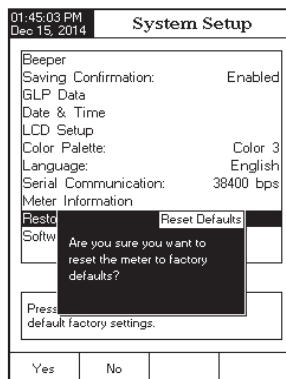 01:45:03 PM
Dec 15, 2014
System Setup
Beeper
Saving Confirmation: Enabled
GLP Data
Date & Time
LCD Setup
Color Palette: Color 3
Language: English
Serial Communication: 38400 bps
Meter Information
Resto
Reset Defaults
Softw
Are you sure you want to
reset the meter to factory
defaults?
Press
default factory settings.
Yes No